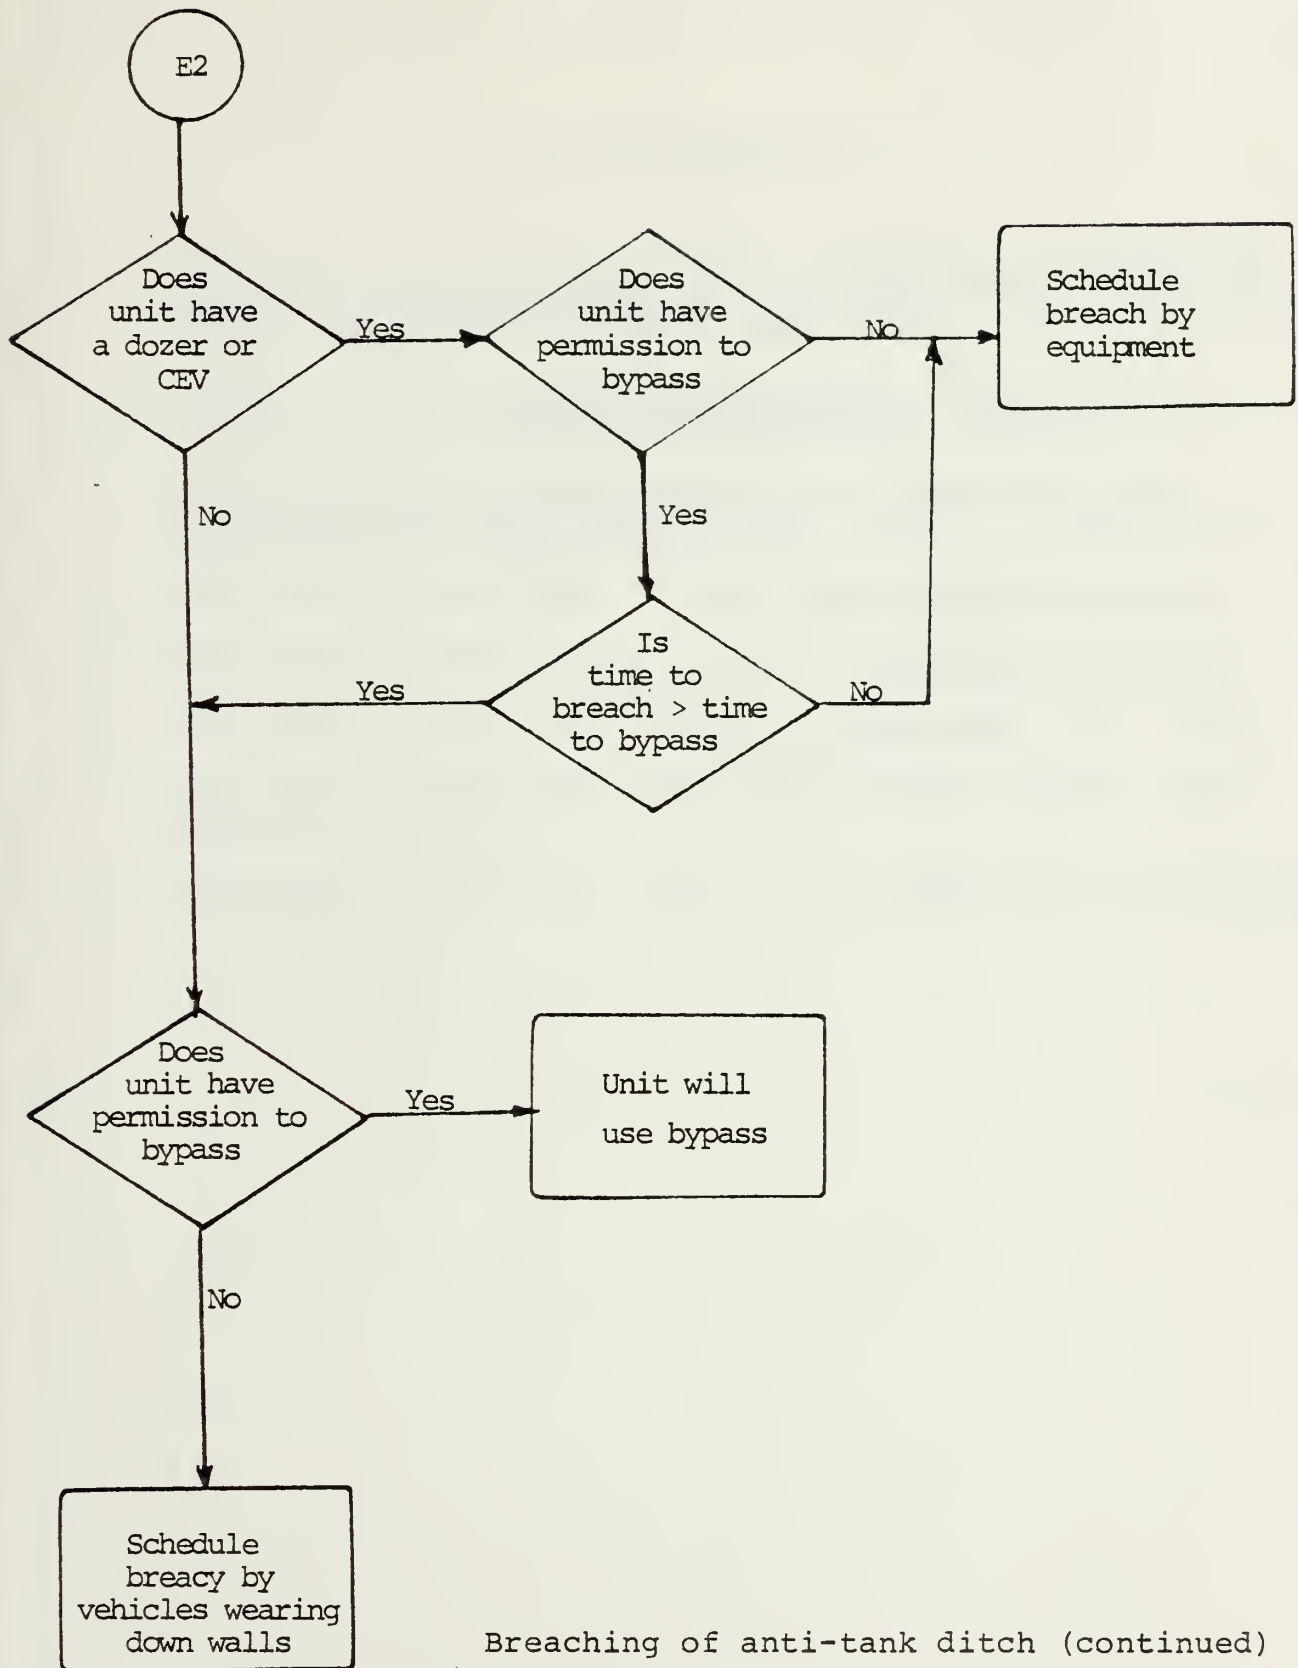 E2
Does
unit have
a dozer or
CEV
Yes
Does
unit have
permission to
bypass
No
Schedule
breach by
equipment
No
Yes
Is
time to
breach > time
to bypass
Yes
No
Does
unit have
permission to
bypass
Yes
Unit will
use bypass
No
Schedule
breacy by
vehicles wearing
down walls
Breaching of anti-tank ditch (continued)